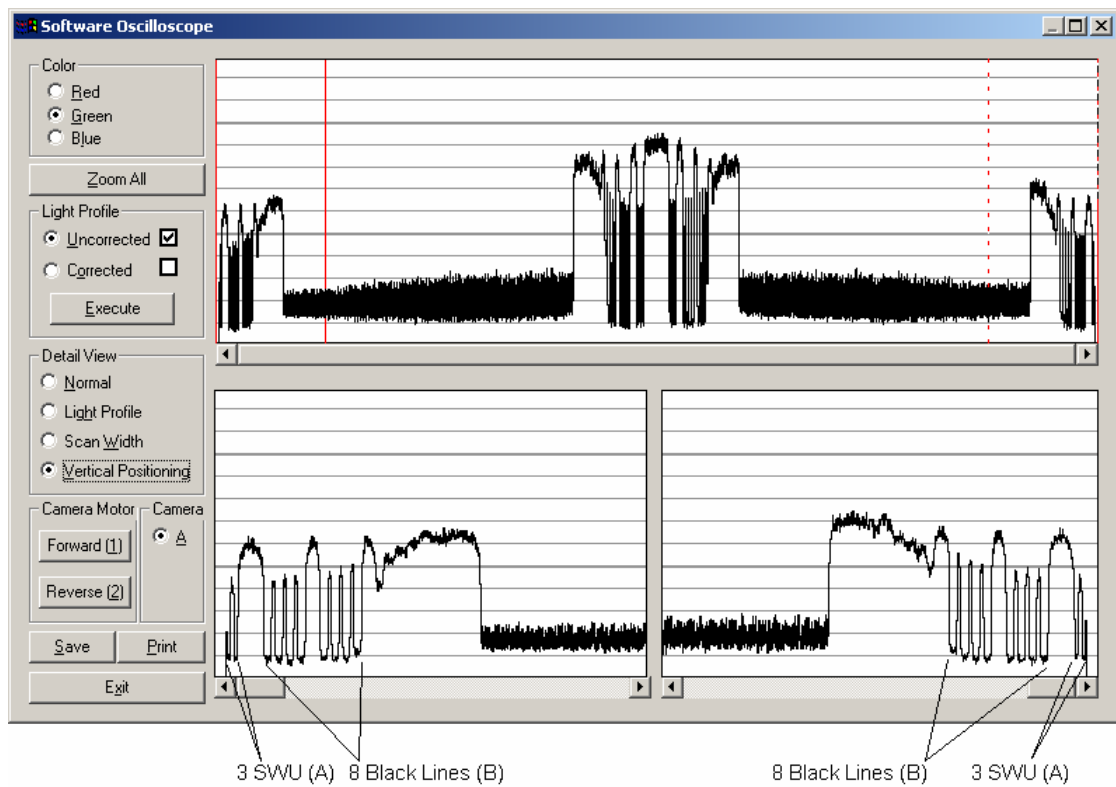 Software Oscilloscope
Color
Red
Green
Blue
Zoom All
Light Profile
Uncorrected
Corrected
Execute
Detail View
Normal
Light Profile
Scan Width
Vertical Positioning
Camera Motor
Camera
Forward (1)
A
Reverse (2)
Save
Print
Exit
3 SWU (A)
8 Black Lines (B)
8 Black Lines (B)
3 SWU (A)